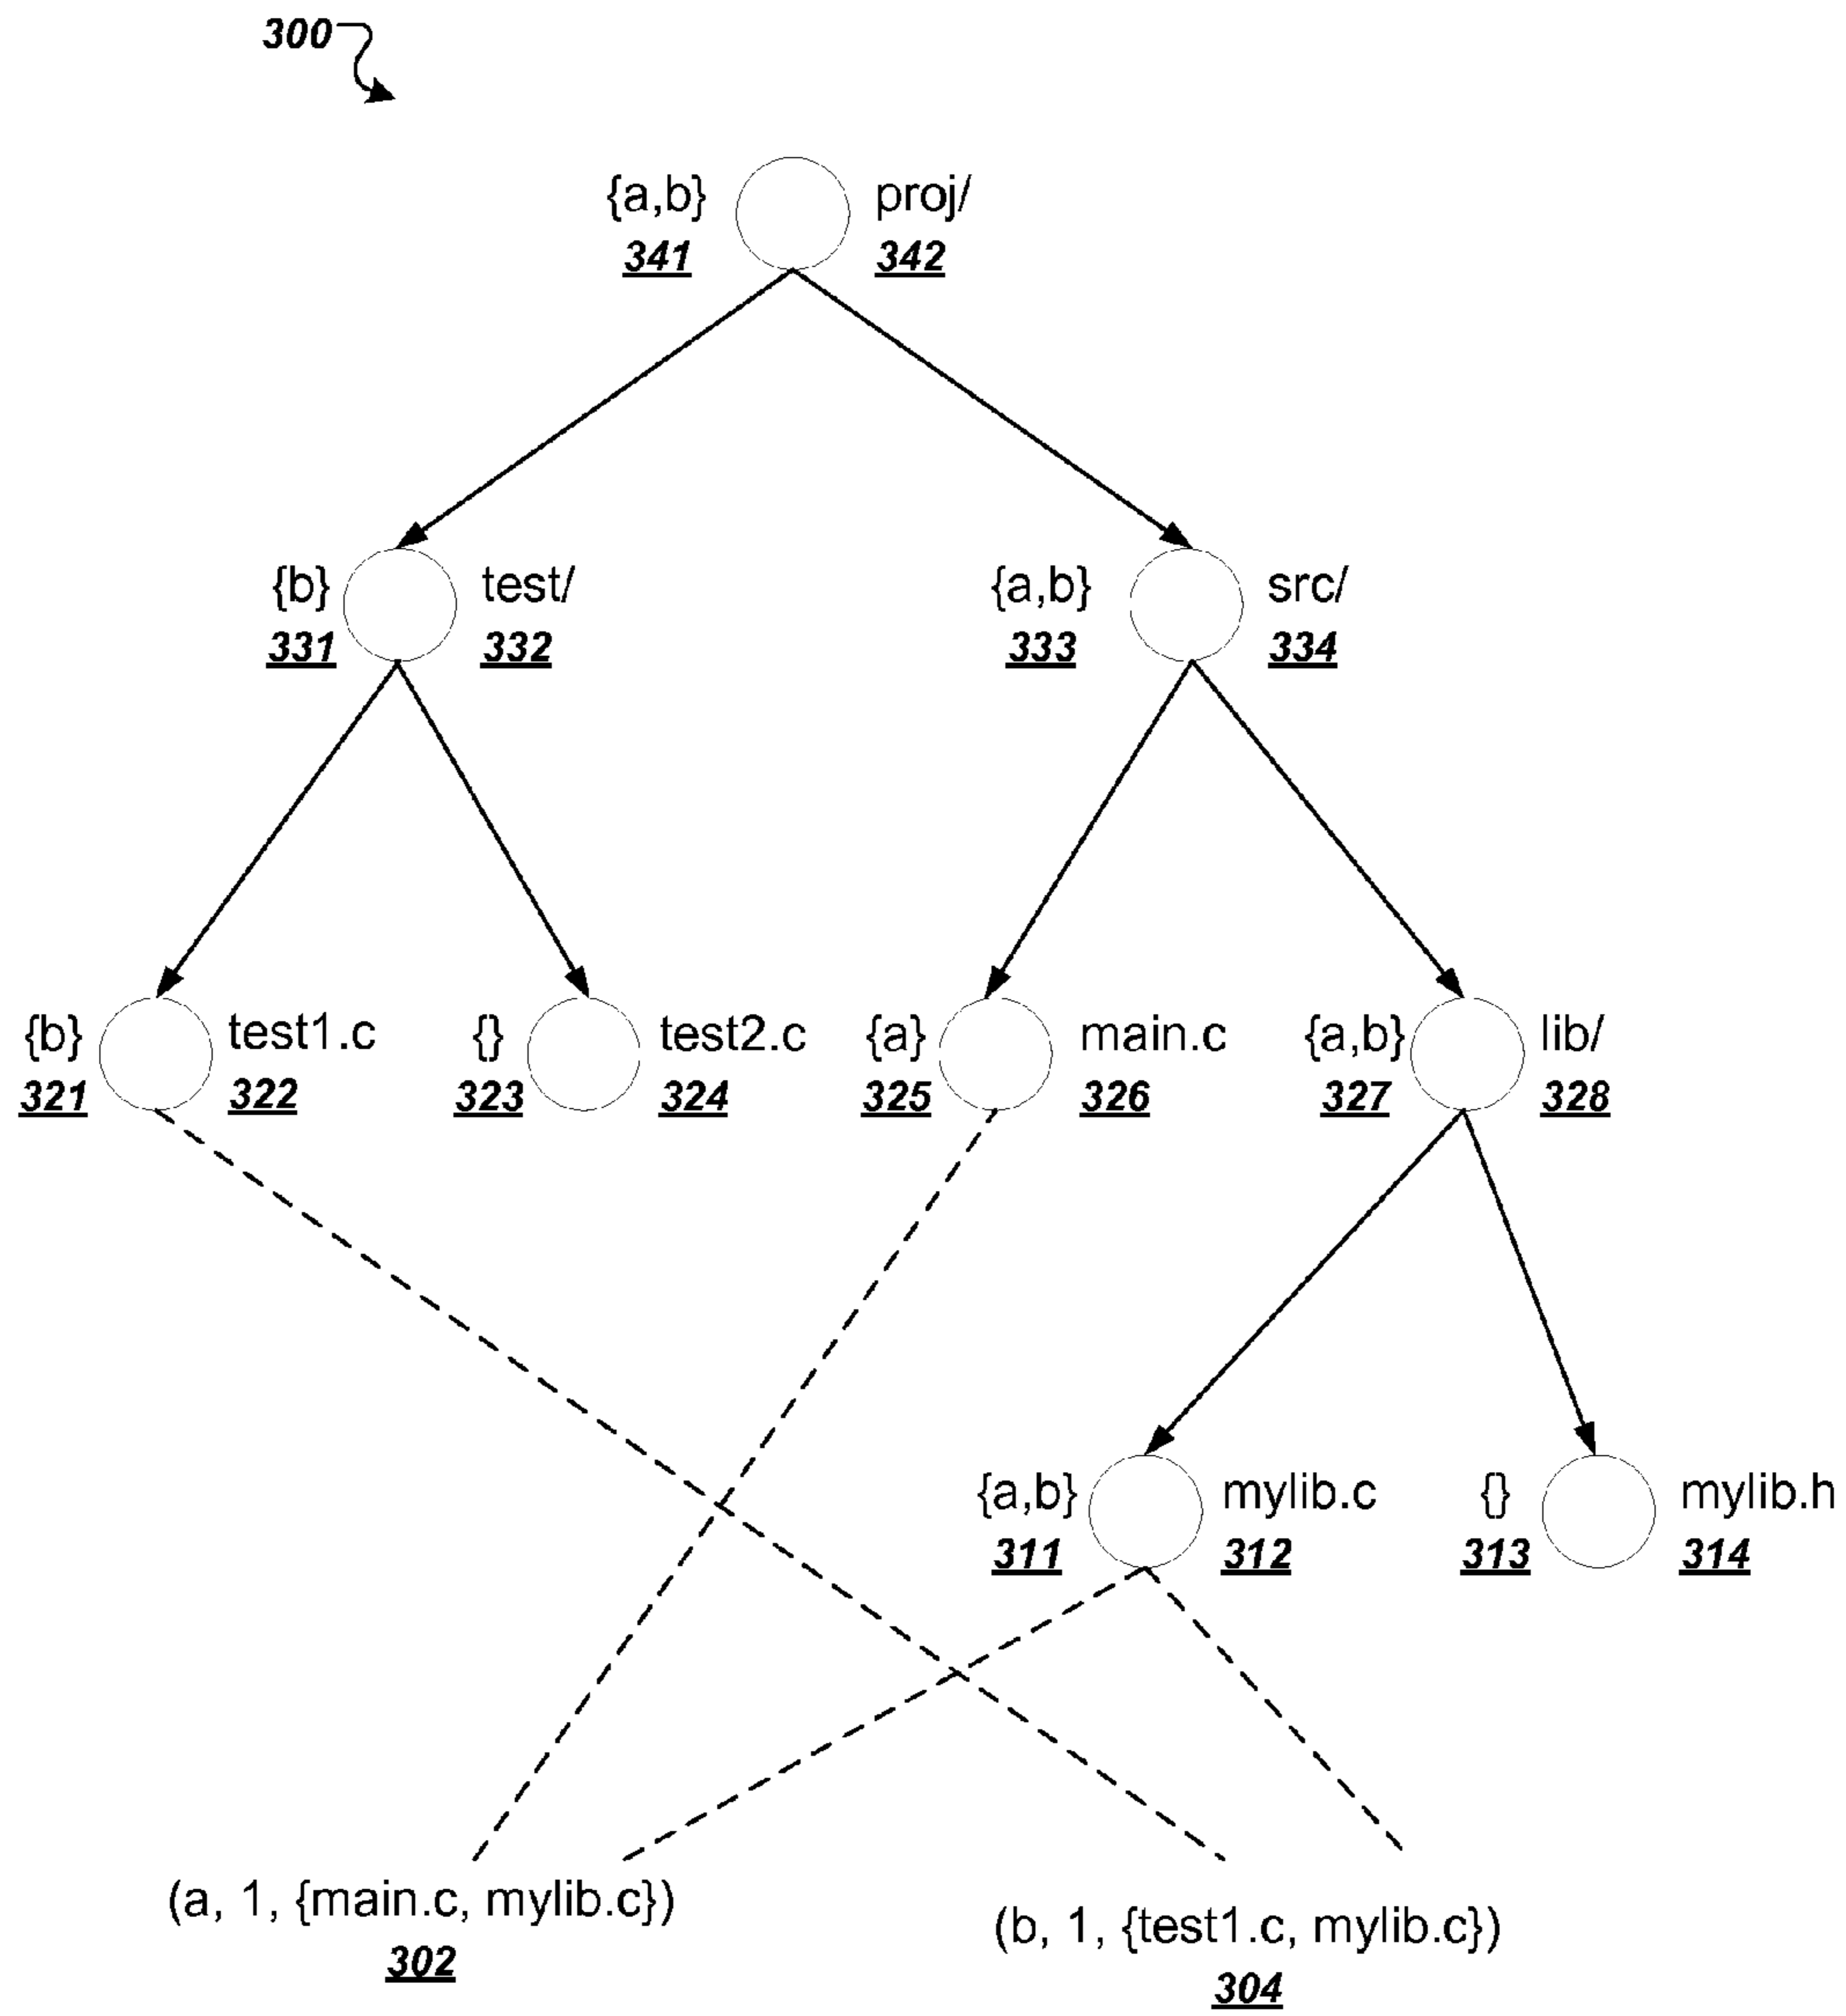 300
{a,b} proj/
341 342
{b} test/ {a,b} src/
331 332 333 334
{b} test1.c {} test2.c {a} main.c {a,b} lib/
321 322 323 324 325 326 327 328
{a,b} mylib.c {} mylib.h
311 312 313 314
(a, 1, {main.c, mylib.c})
302
(b, 1, {test1.c, mylib.c})
304